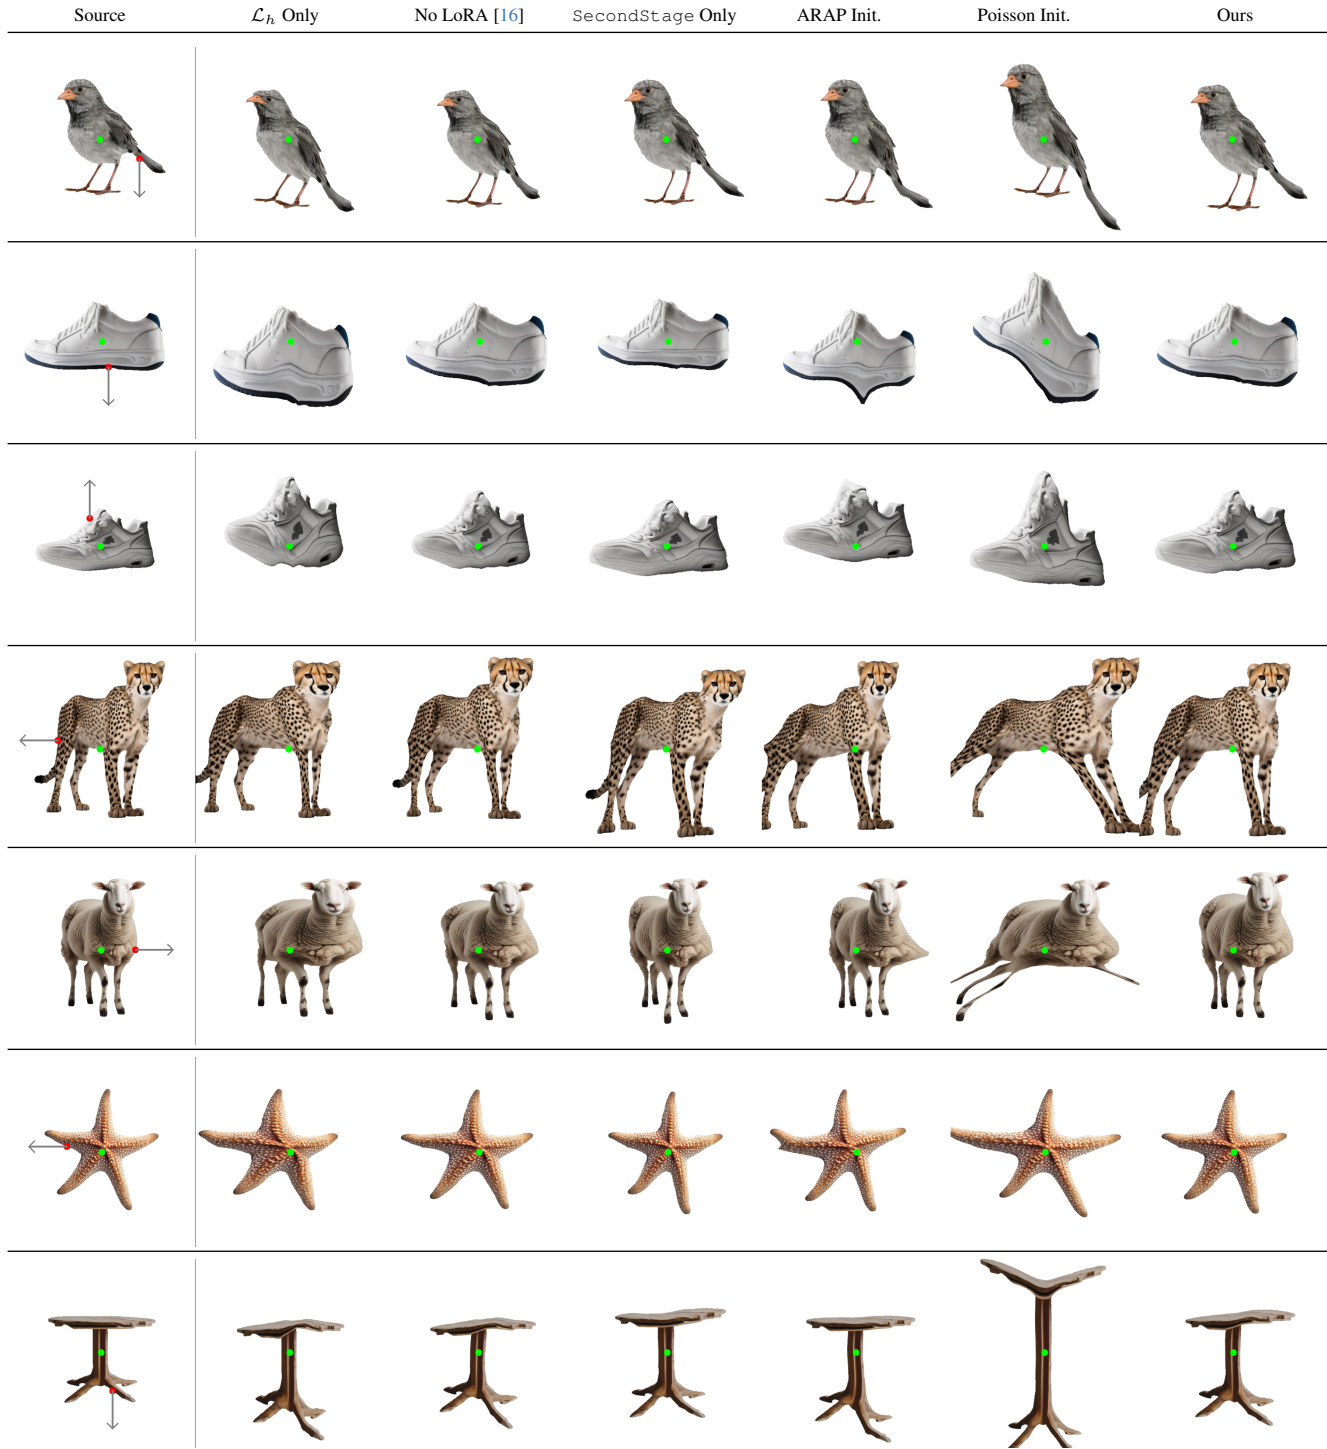 Source ℒₕ Only No LoRA [16] SecondStage Only ARAP Init. Poisson Init. Ours